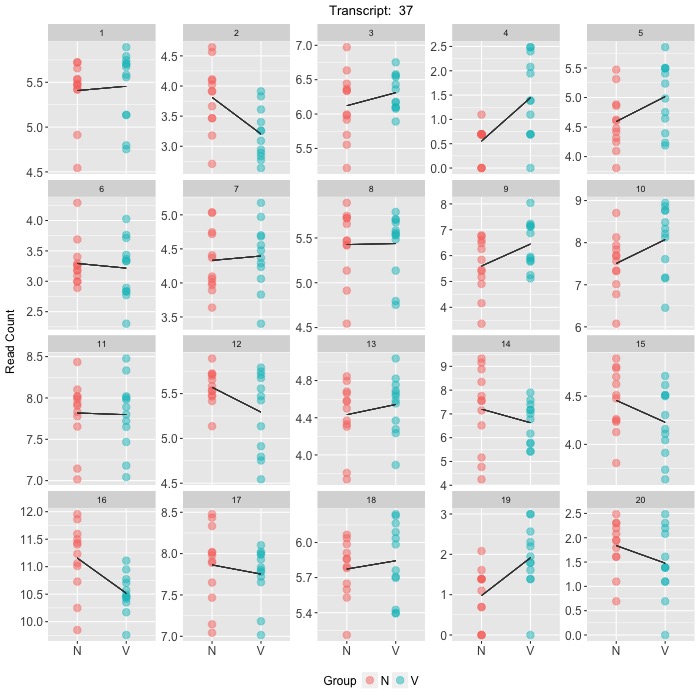 Transcript: 37
1 2 3 4 5
5.5 4.5 7.0 2.5 5.5
5.0 4.0 6.5 2.0 5.0
4.5 3.5 6.0 1.5 4.5
3.0 5.5 1.0 4.0
0.5
0.0
6 7 8 9 10
4.0 5.0 5.5 8 9
3.5 4.5 5.0 7 8
3.0 4.0 4.5 6 7
2.5 3.5 5 6
4
Read Count
11 12 13 14 15
8.5 5.5 4.8 9 4.5
8.0 5.0 4.4 8 4.0
7.5 4.5 4.0 7
7.0 6
5
4
16 17 18 19 20
12.0 8.5 6.0 3 2.5
11.5 8.0 5.7 2 2.0
11.0 7.5 5.4 1 1.5
10.5 7.0 0 1.0
10.0 0.5
0.0
N V N V N V N V N V
Group N V